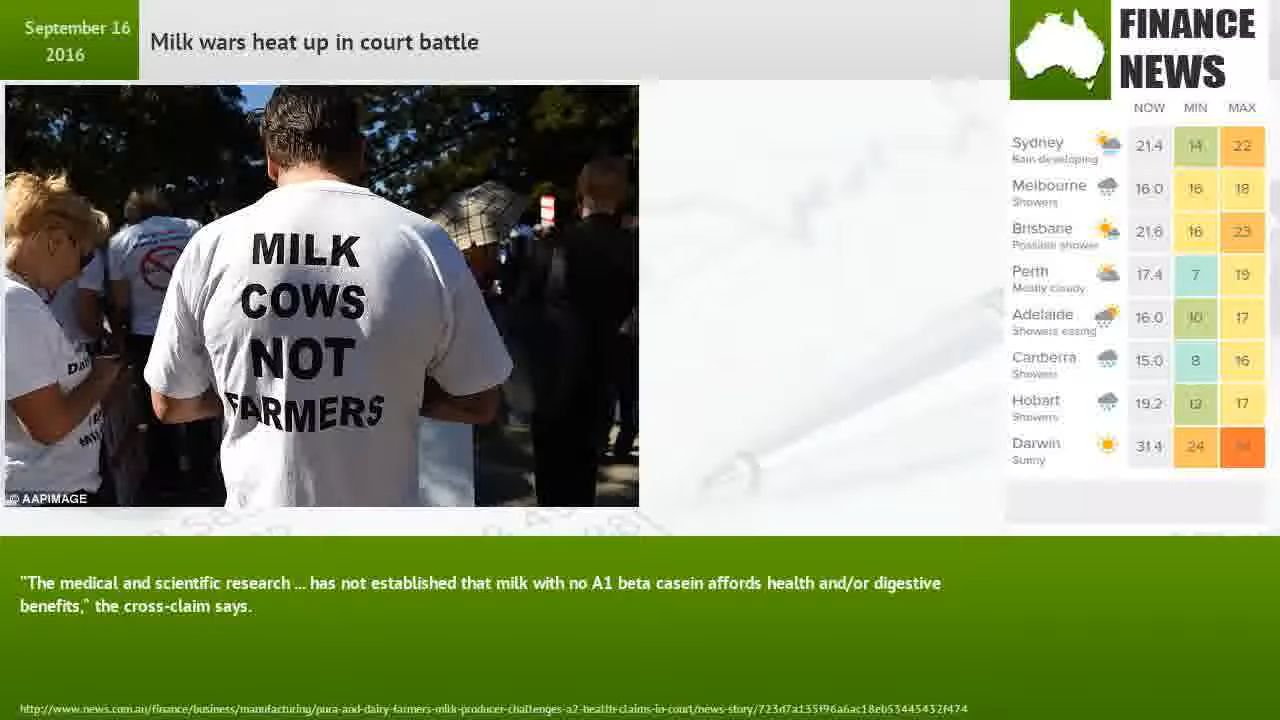 September 16
2016
Milk wars heat up in court battle
FINANCE
NEWS
NOW MIN MAX
Sydney 21.4 14 22
Rain developing
Melbourne 16.0 16 18
Showers
Brisbane 21.6 16 23
Possible shower
Perth 17.4 7 19
Mostly cloudy
Adelaide 16.0 10 17
Showers easing
Canberra 15.0 8 16
Showers
Hobart 19.2 12 17
Showers
Darwin 31.4 24
Sunny
MILK
COWS
NOT
FARMERS
© AAPIMAGE
"The medical and scientific research ... has not established that milk with no A1 beta casein affords health and/or digestive
benefits," the cross-claim says.
http://www.news.com.au/finance/business/manufacturing/pura-and-dairy-farmers-milk-producer-challenges-a2-health-claims-in-court/news-story/723d7a135f96a6ac18eb53445432f474